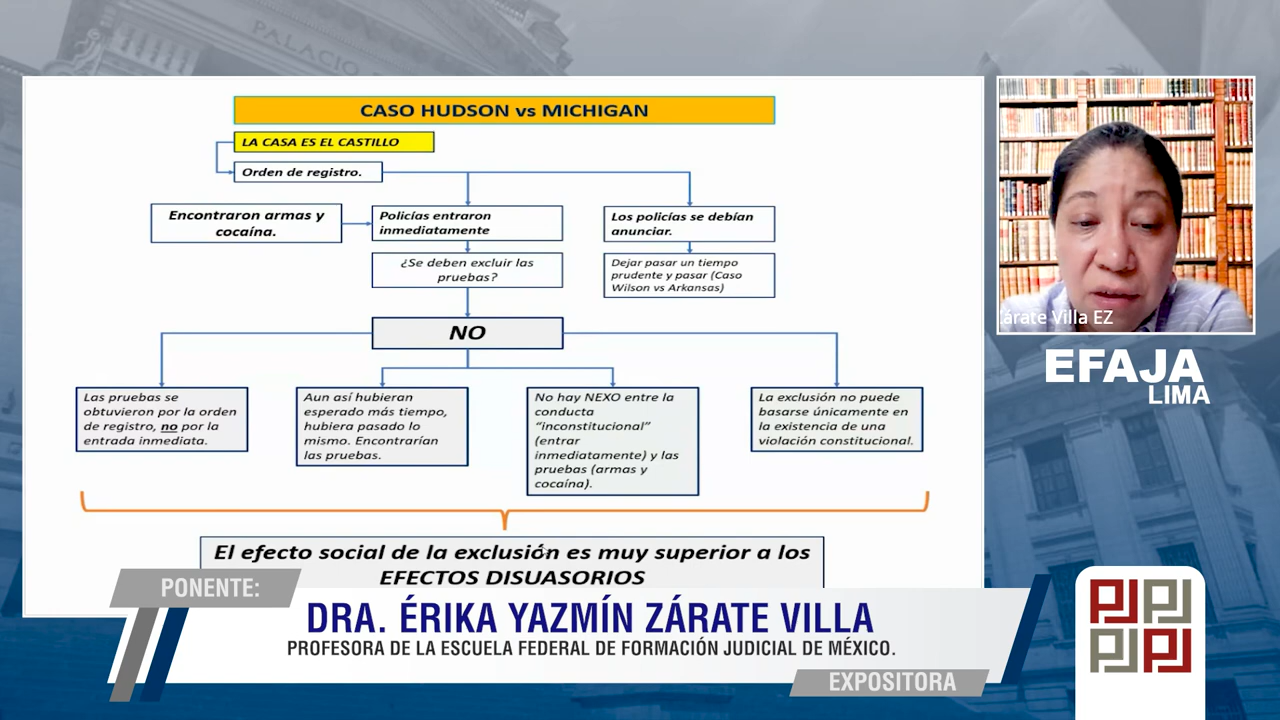 PALACIO
CASO HUDSON vs MICHIGAN
LA CASA ES EL CASTILLO
Orden de registro.
Encontraron armas y
cocaína.
Policías entraron
inmediatamente
Los policías se debían
anunciar.
¿Se deben excluir las
pruebas?
Dejar pasar un tiempo
prudente y pasar (Caso
Wilson vs Arkansas)
NO
Las pruebas se
obtuvieron por la orden
de registro, no por la
entrada inmediata.
Aun así hubieran
esperado más tiempo,
hubiera pasado lo
mismo. Encontrarían
las pruebas.
No hay NEXO entre la
conducta
“inconstitucional”
(entrar
inmediatamente) y las
pruebas (armas y
cocaína).
La exclusión no puede
basarse únicamente en
la existencia de una
violación constitucional.
El efecto social de la exclusión es muy superior a los
EFECTOS DISUASORIOS
árate Villa EZ
EFAJA
LIMA
PONENTE:
DRA. ÉRIKA YAZMÍN ZÁRATE VILLA
PROFESORA DE LA ESCUELA FEDERAL DE FORMACIÓN JUDICIAL DE MÉXICO.
EXPOSITORA
PJ PJ
PJ PJ